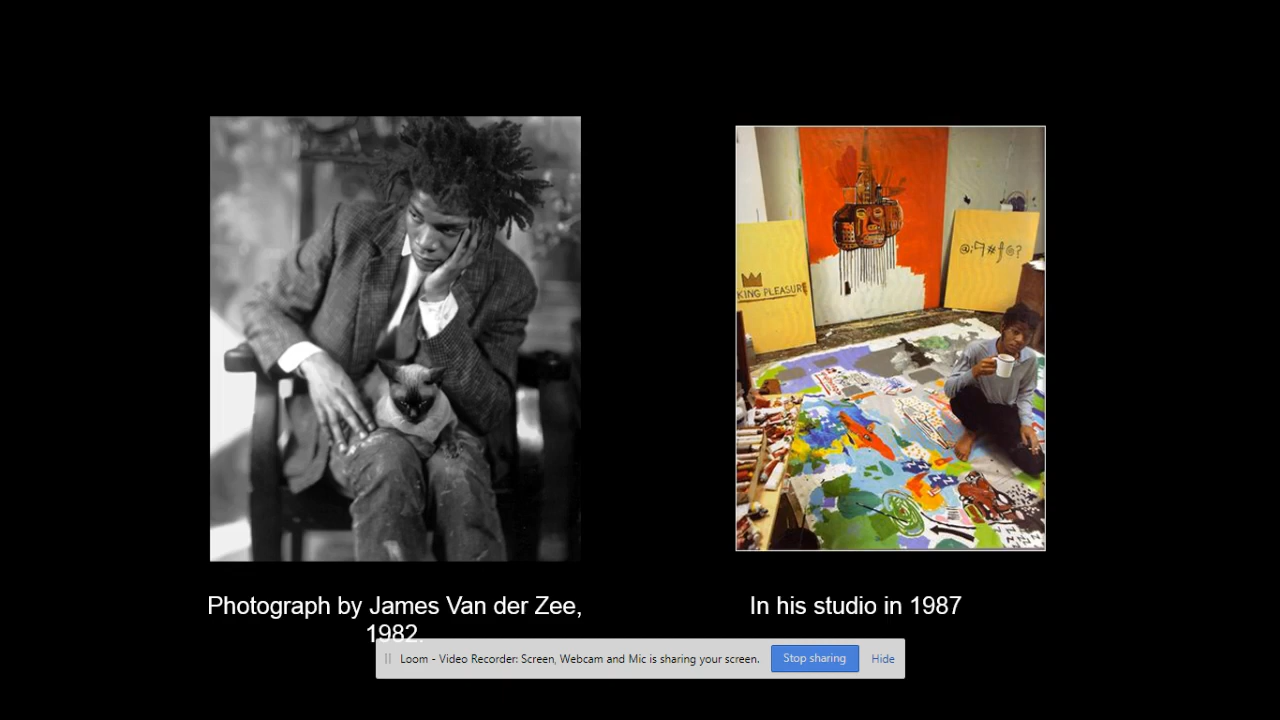 @;¶#ƒ@?
KING PLEASURE
Photograph by James Van der Zee,
1982.
In his studio in 1987
Loom - Video Recorder: Screen, Webcam and Mic is sharing your screen.
Stop sharing
Hide